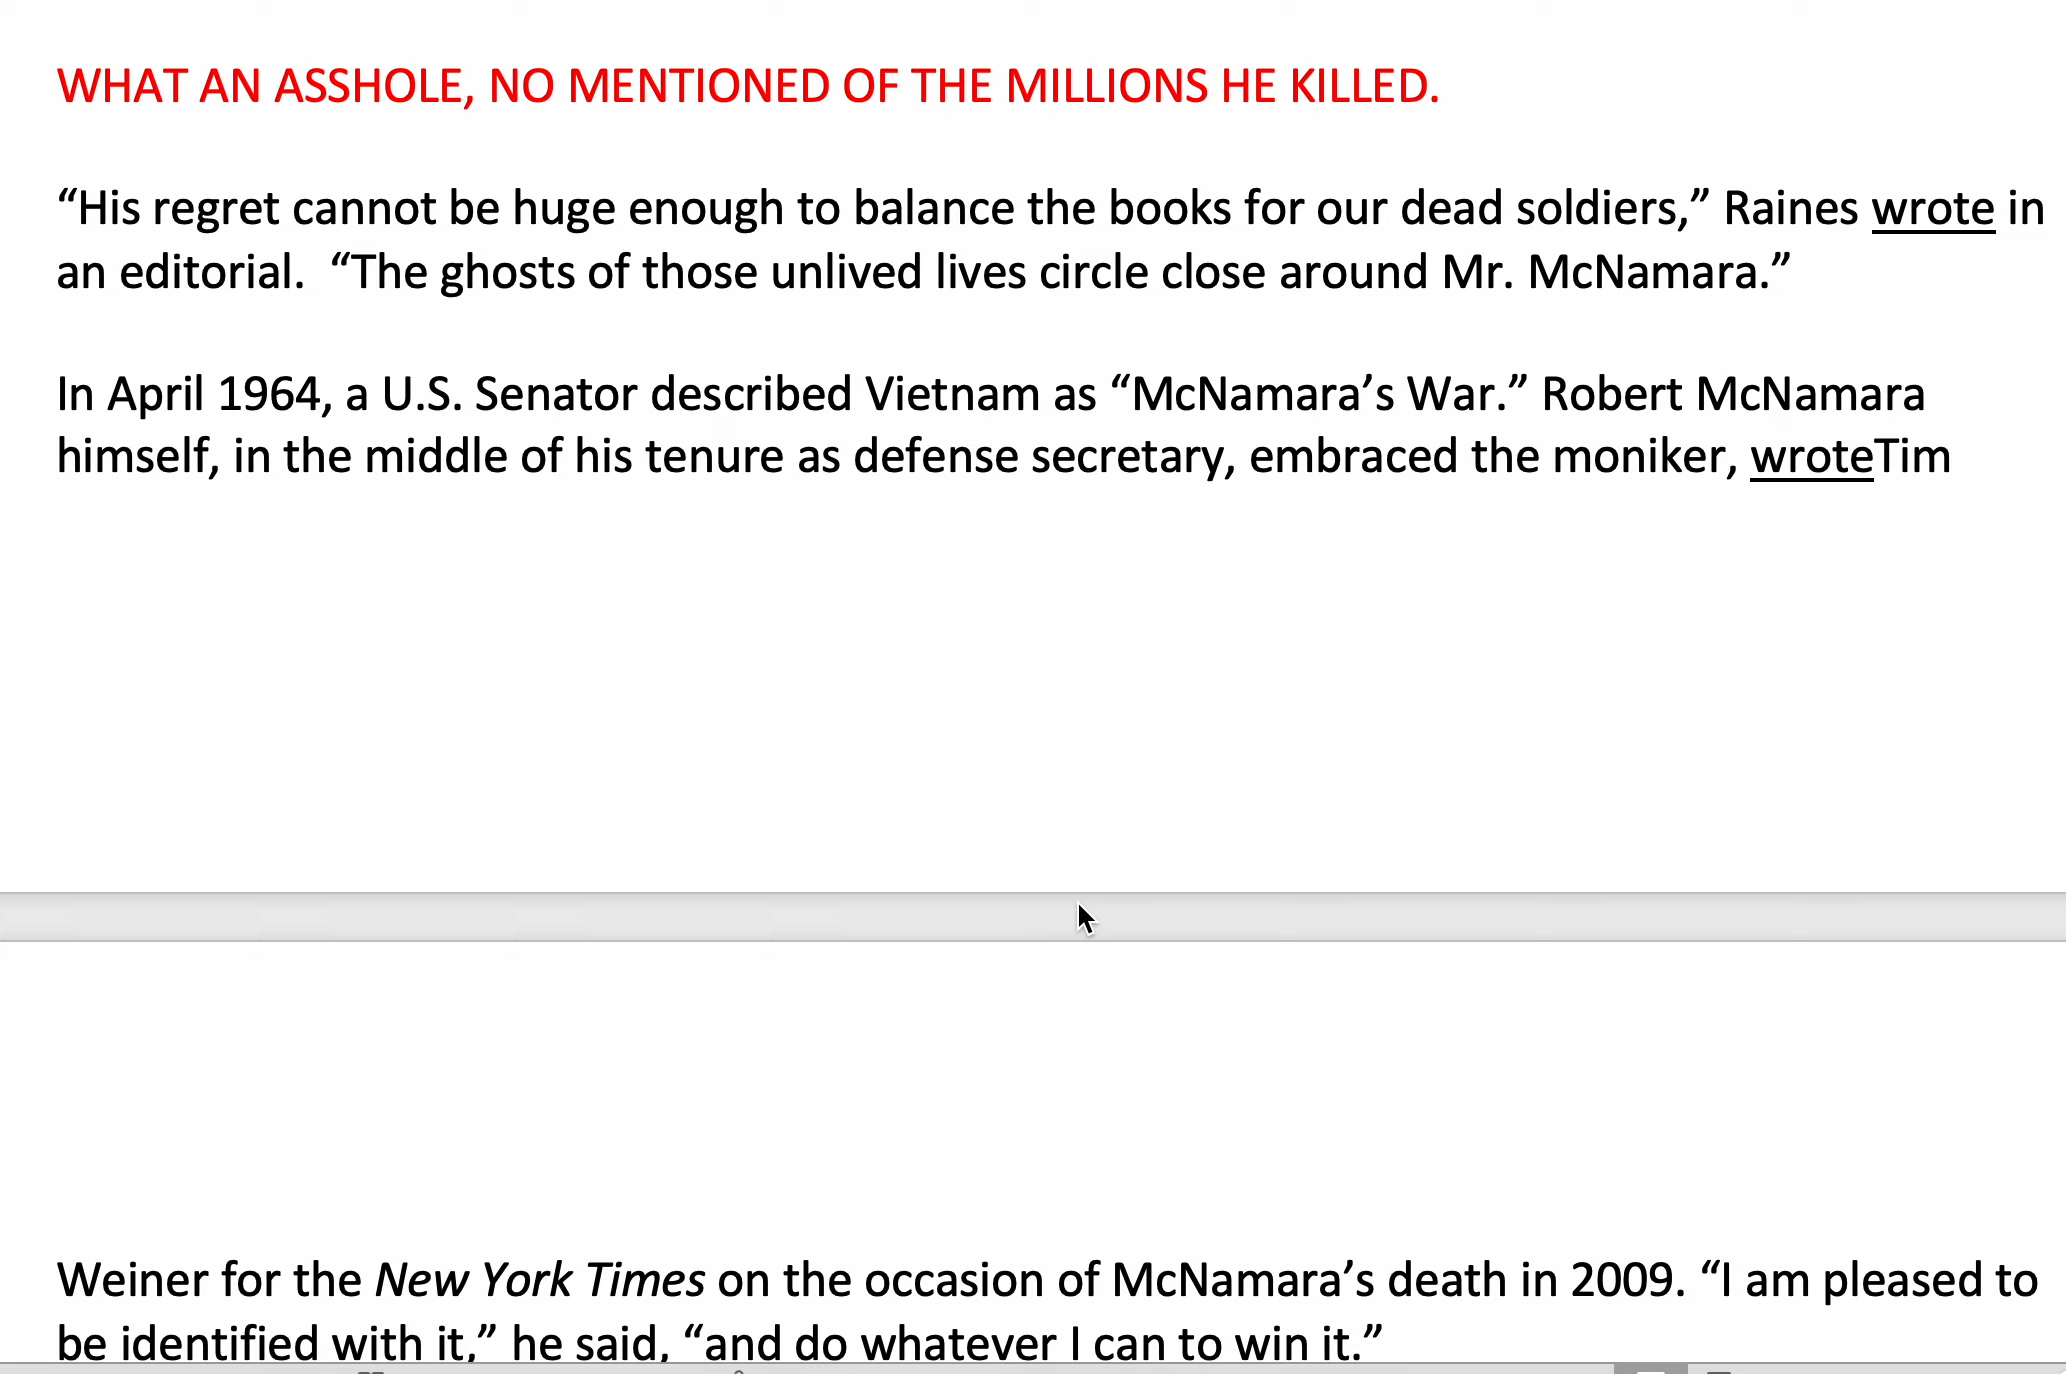 WHAT AN ASSHOLE, NO MENTIONED OF THE MILLIONS HE KILLED.
“His regret cannot be huge enough to balance the books for our dead soldiers,” Raines wrote in
an editorial.  “The ghosts of those unlived lives circle close around Mr. McNamara.”
In April 1964, a U.S. Senator described Vietnam as “McNamara’s War.” Robert McNamara
himself, in the middle of his tenure as defense secretary, embraced the moniker, wroteTim
Weiner for the New York Times on the occasion of McNamara’s death in 2009. “I am pleased to
be identified with it,” he said, “and do whatever I can to win it.”